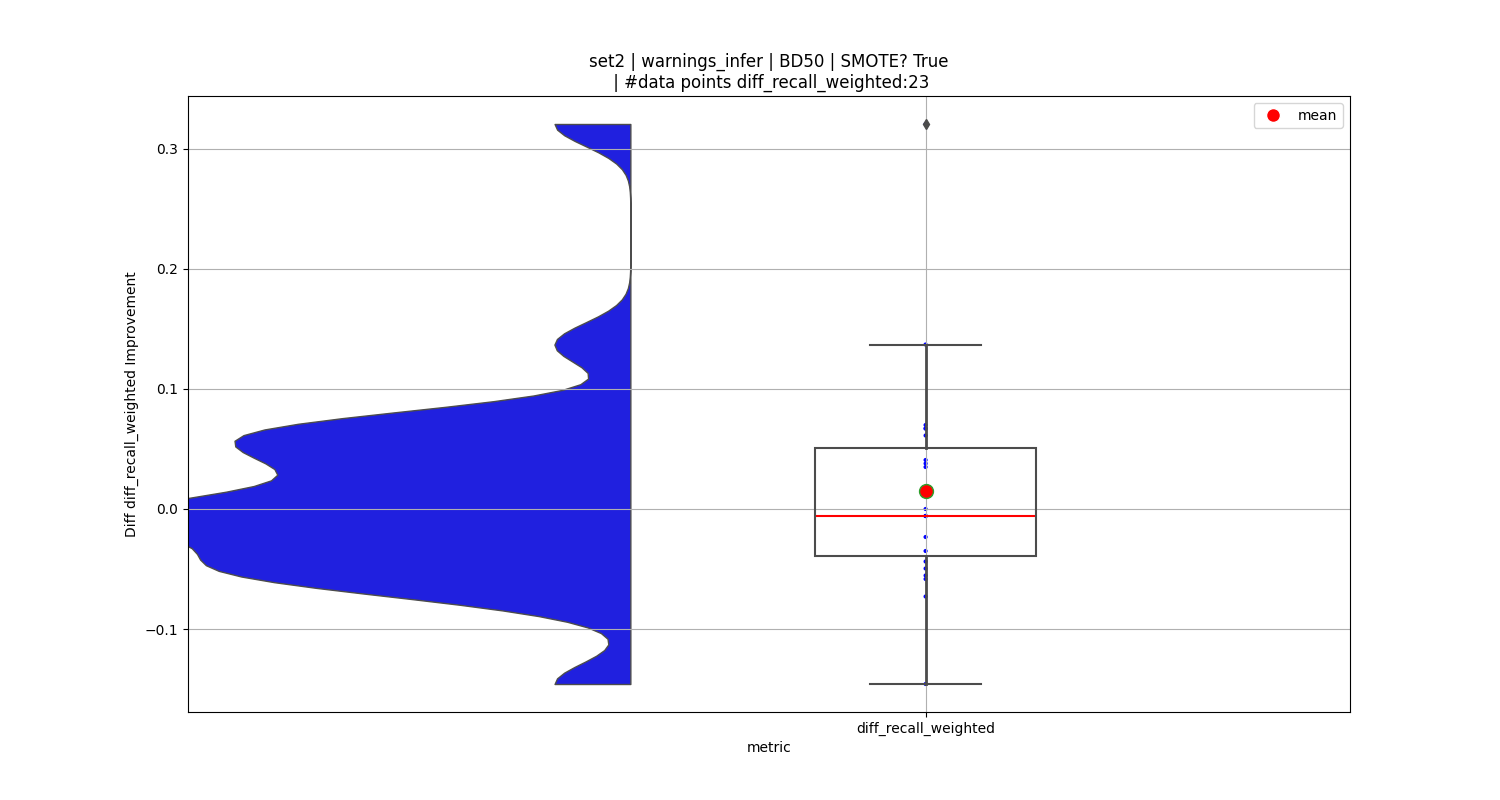 set2 | warnings_infer | BD50 | SMOTE? True
| #data points diff_recall_weighted:23
mean
0.3
0.2
0.1
0.0
−0.1
Diff diff_recall_weighted Improvement
diff_recall_weighted
metric